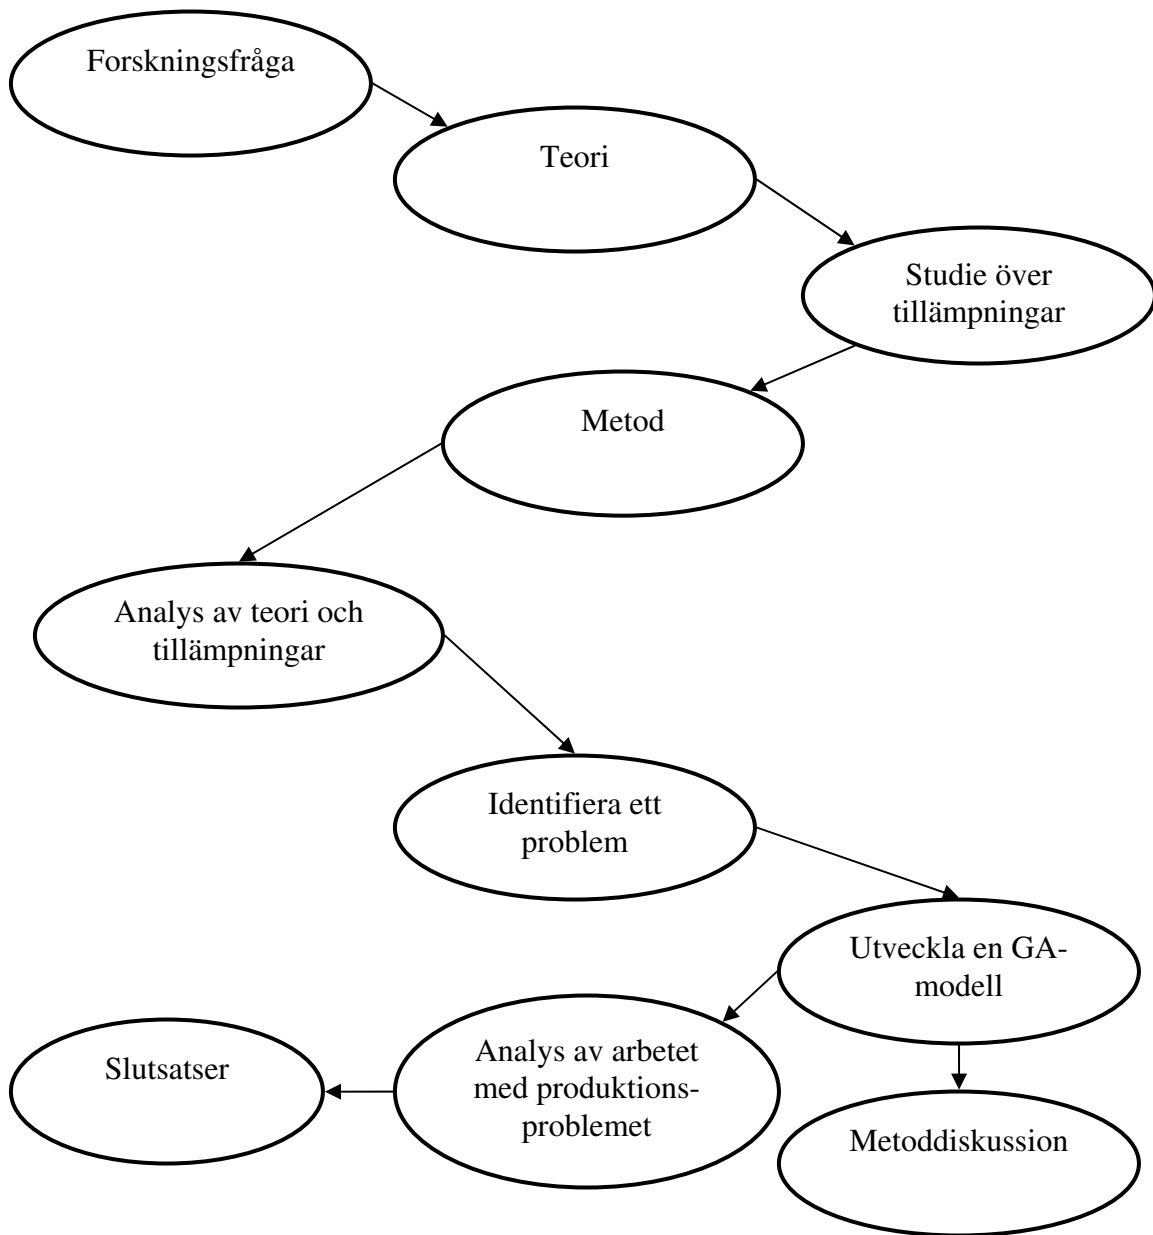 Forskningsfråga
Teori
Studie över
tillämpningar
Metod
Analys av teori och
tillämpningar
Identifiera ett
problem
Utveckla en GA-
modell
Analys av arbetet
med produktions-
problemet
Slutsatser
Metoddiskussion